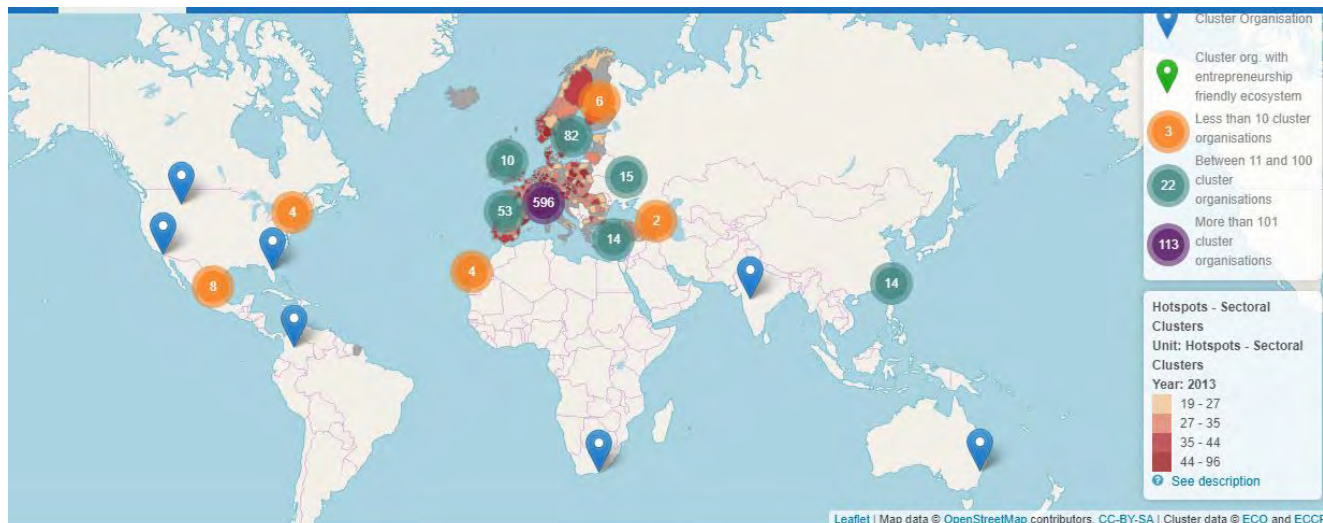 Cluster Organisation
Cluster org. with
entrepreneurship
friendly ecosystem
3
Less than 10 cluster
organisations
22
Between 11 and 100
cluster
organisations
113
More than 101
cluster
organisations
6
82
10
15
53
596
2
14
4
4
8
14
Hotspots - Sectoral
Clusters
Unit: Hotspots - Sectoral
Clusters
Year: 2013
19 - 27
27 - 35
35 - 44
44 - 96
? See description
Leaflet | Map data © OpenStreetMap contributors, CC-BY-SA | Cluster data © ECO and ECCP